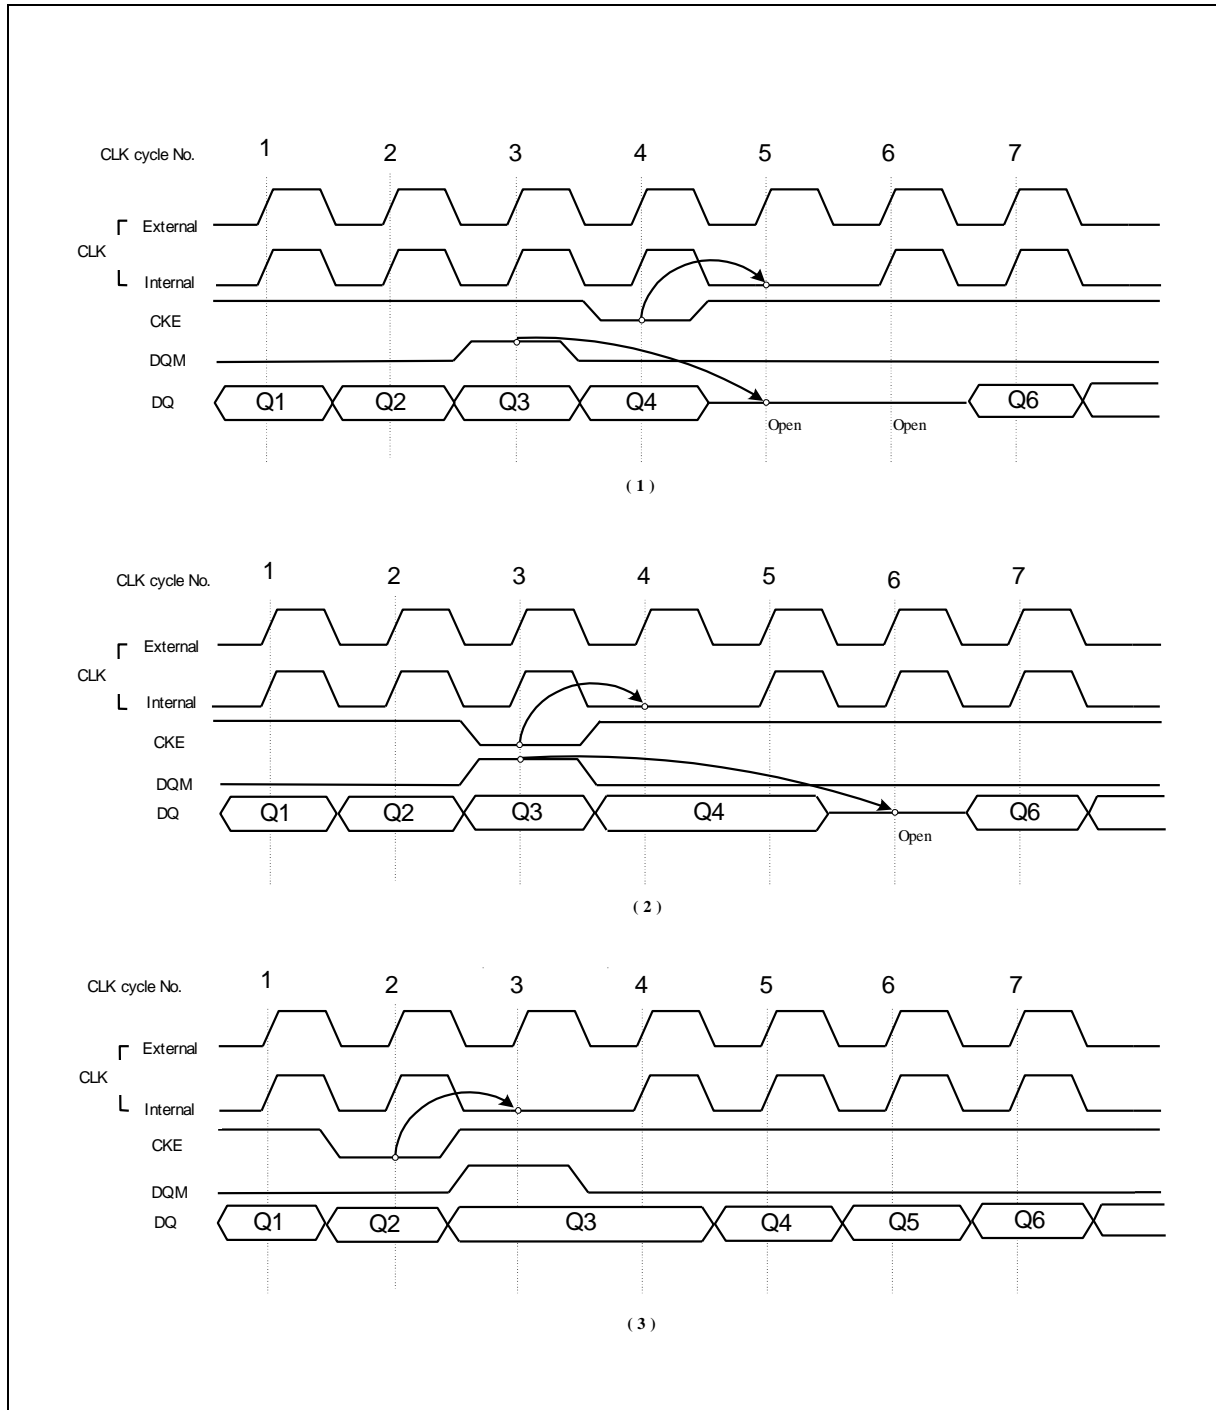 CLK cycle No. 1 2 3 4 5 6 7
External
CLK
Internal
CKE
DQM
DQ Q1 Q2 Q3 Q4 Q6
Open Open
( 1 )
CLK cycle No. 1 2 3 4 5 6 7
External
CLK
Internal
CKE
DQM
DQ Q1 Q2 Q3 Q4 Q6
Open
( 2 )
CLK cycle No. 1 2 3 4 5 6 7
External
CLK
Internal
CKE
DQM
DQ Q1 Q2 Q3 Q4 Q5 Q6
( 3 )